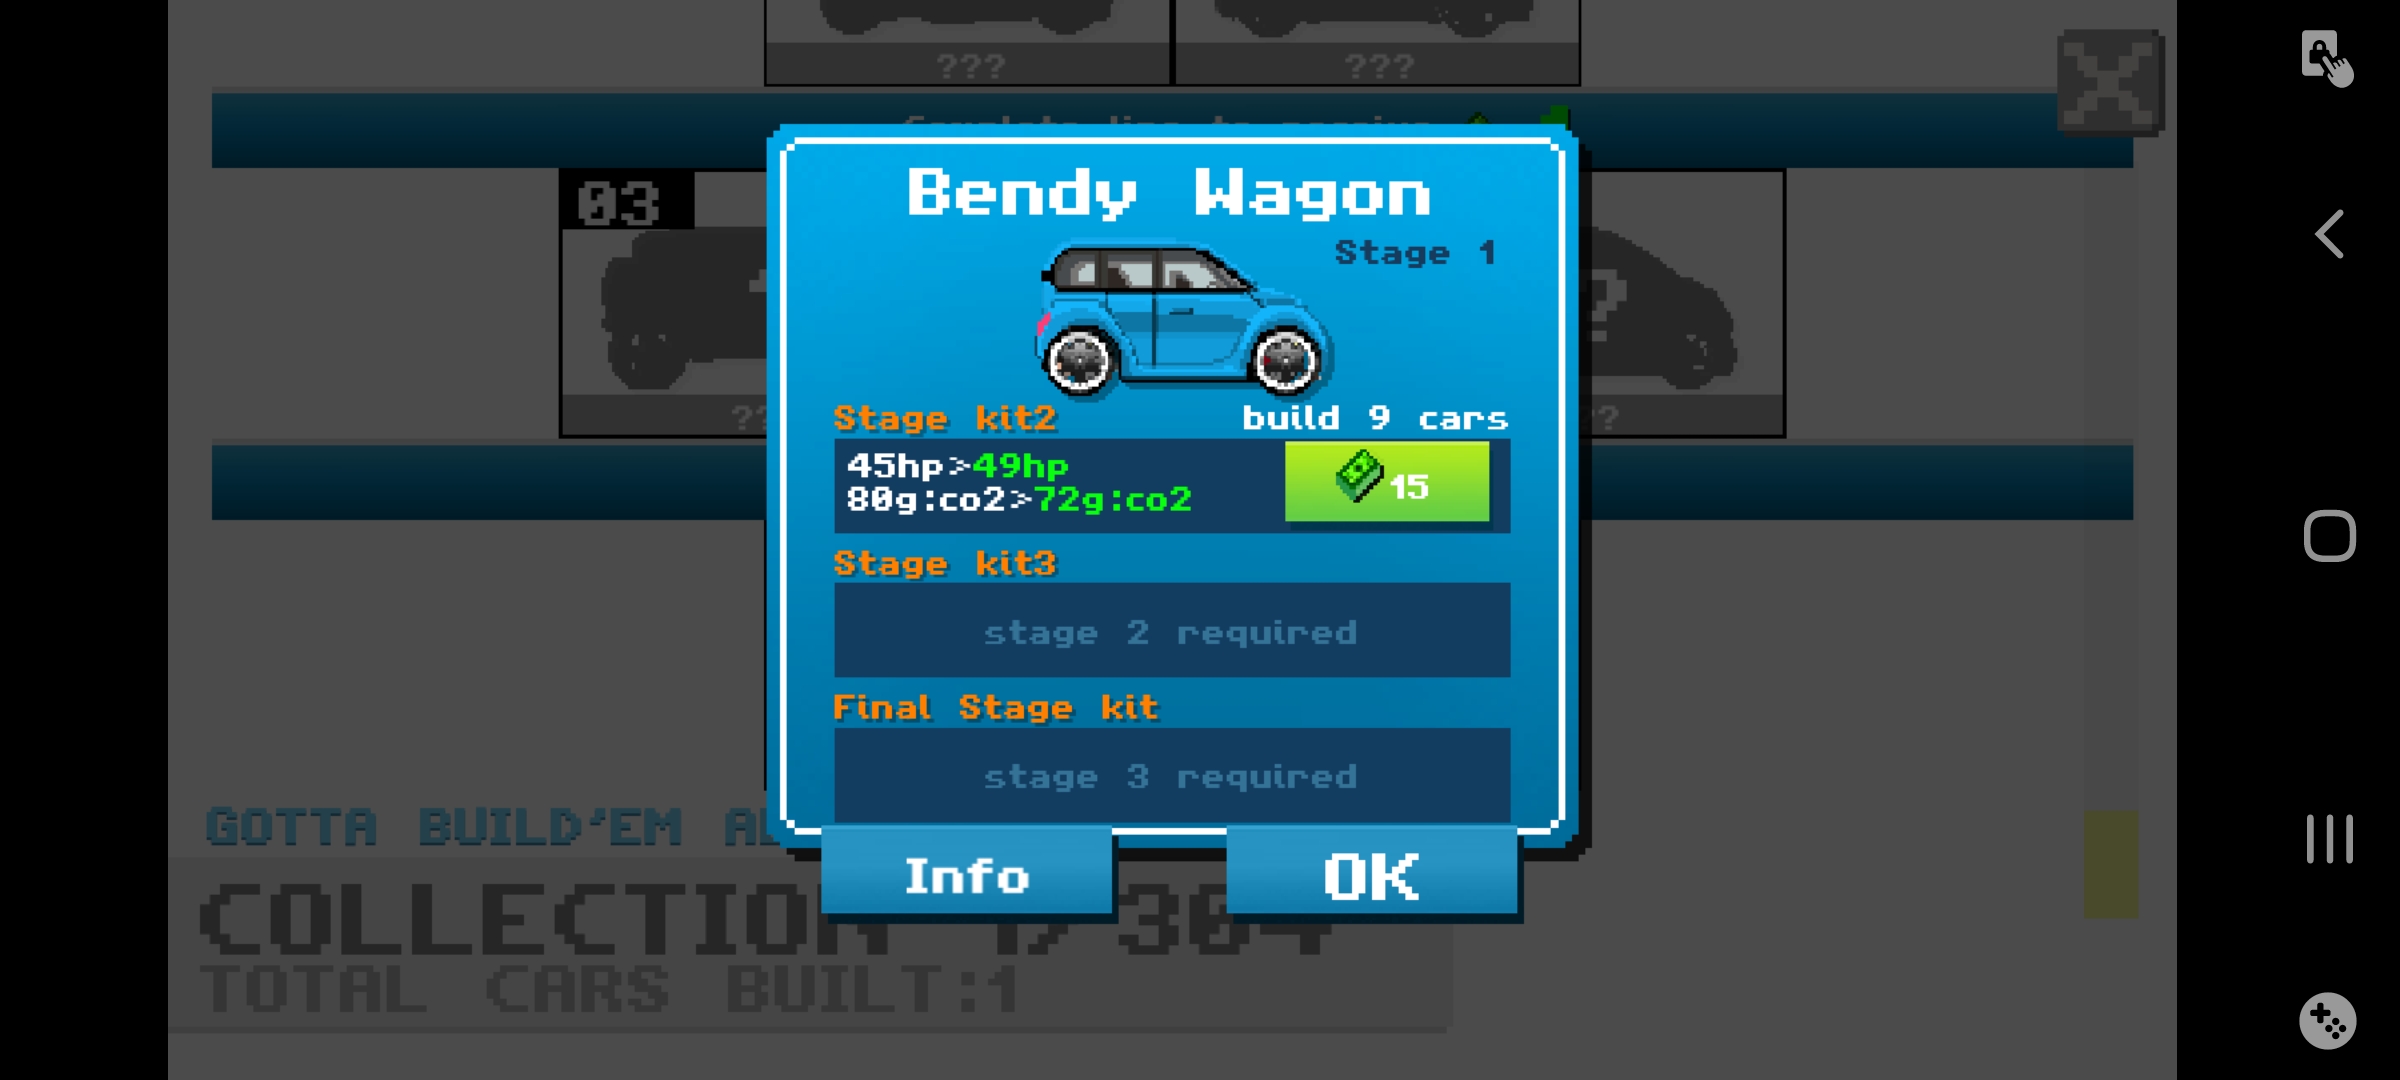 ???
???
03
Bendy Wagon
Stage 1
Stage kit2
build 9 cars
45hp>49hp
15
80g:co2>72g:co2
Stage kit3
stage 2 required
Final Stage kit
stage 3 required
GOTTA BUILD'EM
Info
OK
COLLECTION
TOTAL CARS BUILT:1